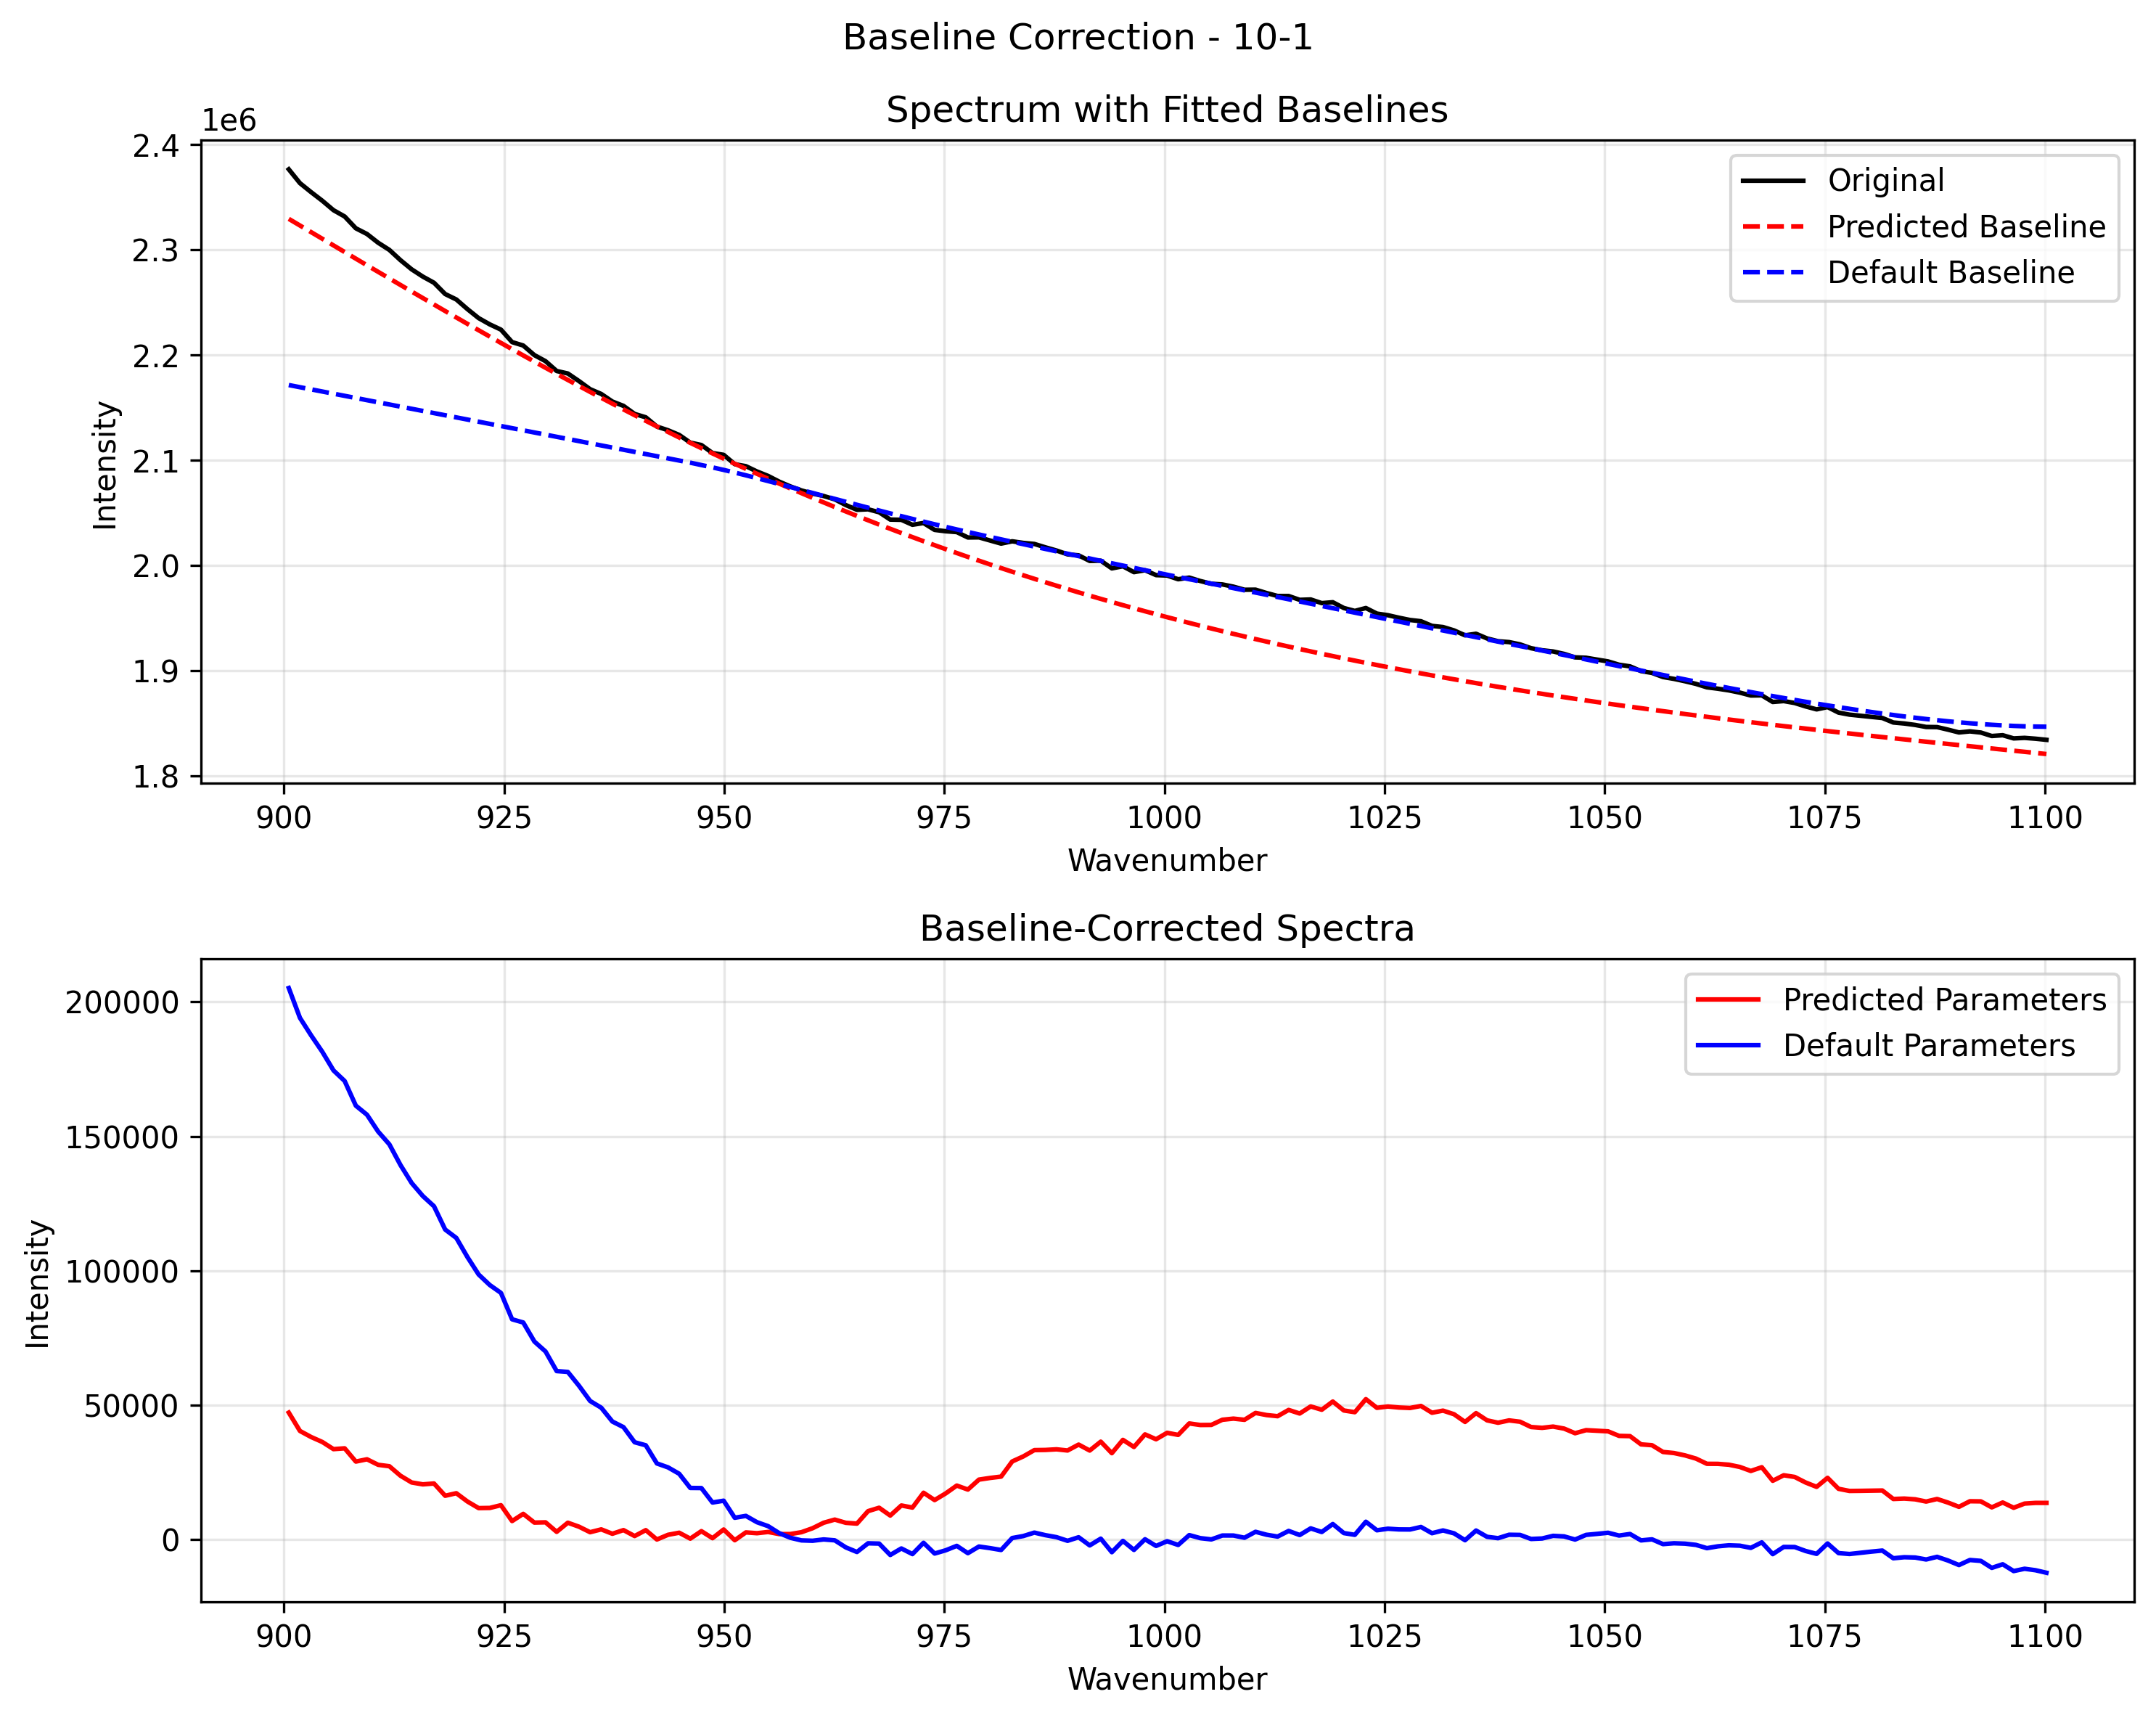 Baseline Correction - 10-1
Spectrum with Fitted Baselines
1e6
2.4
2.3
2.2
2.1
2.0
1.9
1.8
Intensity
Original
Predicted Baseline
Default Baseline
900 925 950 975 1000 1025 1050 1075 1100
Wavenumber
Baseline-Corrected Spectra
200000
150000
100000
50000
0
Intensity
Predicted Parameters
Default Parameters
900 925 950 975 1000 1025 1050 1075 1100
Wavenumber